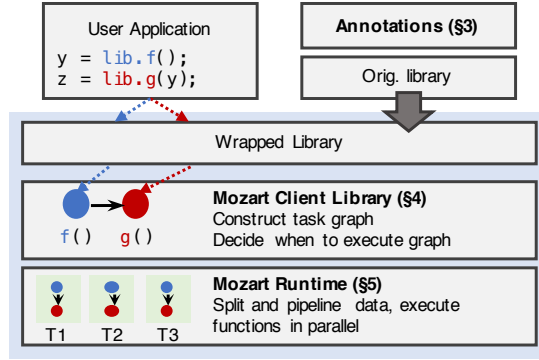 User Application
y = lib.f();
z = lib.g(y);
Annotations (§3)
Orig. library
Wrapped Library
f() g()
Mozart Client Library (§4)
Construct task graph
Decide when to execute graph
T1 T2 T3
Mozart Runtime (§5)
Split and pipeline data, execute
functions in parallel